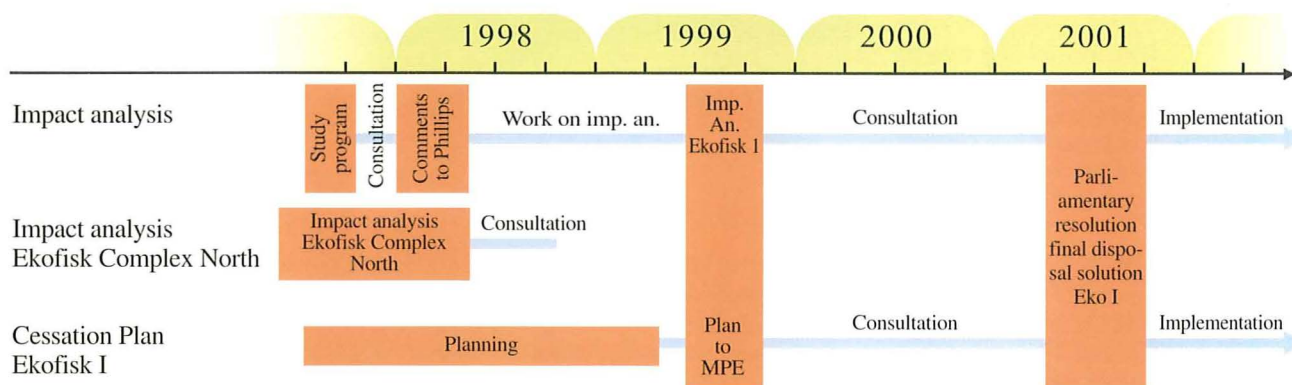 1998 1999 2000 2001
Impact analysis
Study
program
Consultation
Comments
to Phillips
Work on imp. an.
Imp.
An.
Ekofisk 1
Consultation
Implementation
Parli-
amentary
resolution
final dispo-
sal solution
Eko I
Impact analysis
Ekofisk Complex North
Impact analysis
Ekofisk Complex
North
Consultation
Cessation Plan
Ekofisk I
Planning
Plan
to
MPE
Consultation
Implementation